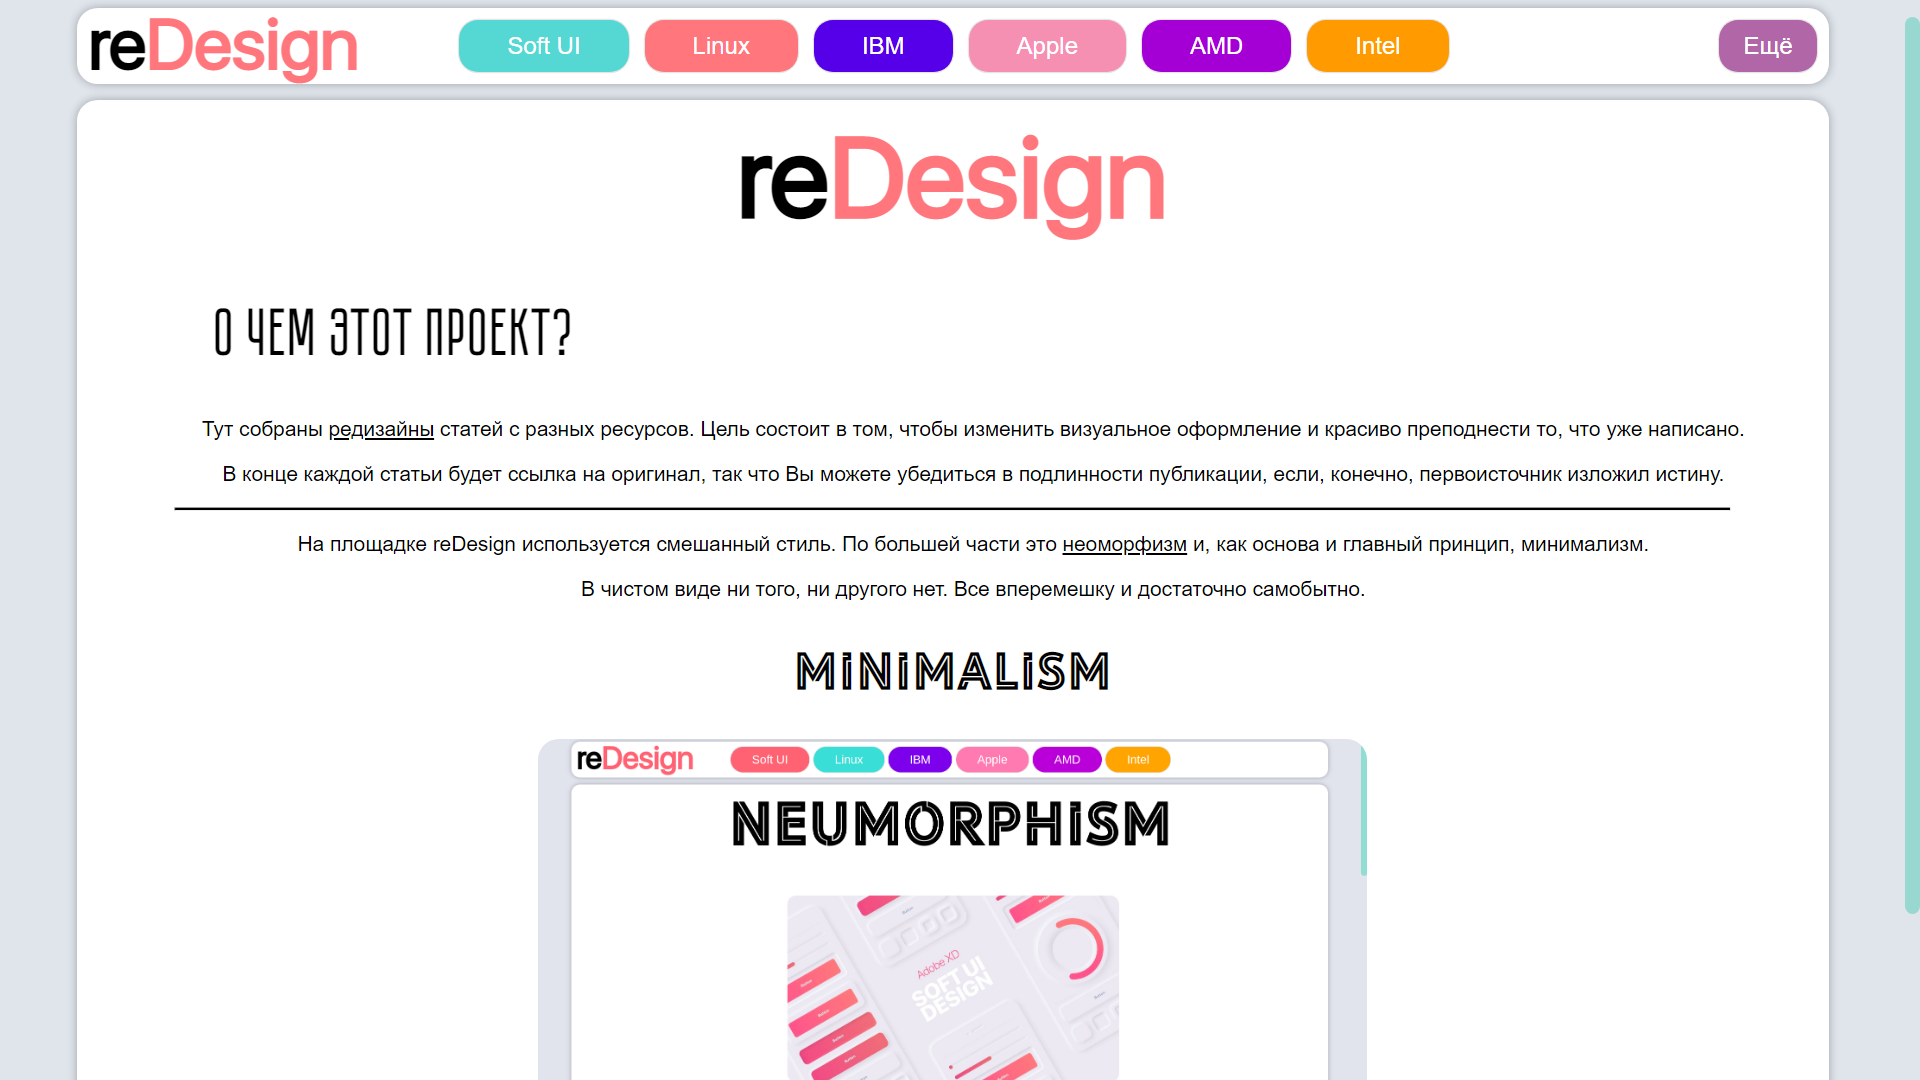 reDesign Soft UI Linux IBM Apple AMD Intel Ещё
reDesign
О ЧЕМ ЭТОТ ПРОЕКТ?
Тут собраны редизайны статей с разных ресурсов. Цель состоит в том, чтобы изменить визуальное оформление и красиво преподнести то, что уже написано.
В конце каждой статьи будет ссылка на оригинал, так что Вы можете убедиться в подлинности публикации, если, конечно, первоисточник изложил истину.
На площадке reDesign используется смешанный стиль. По большей части это неоморфизм и, как основа и главный принцип, минимализм.
В чистом виде ни того, ни другого нет. Все вперемешку и достаточно самобытно.
MiNiMALiSM
reDesign Soft UI Linux IBM Apple AMD Intel
NEUMORPHiSM
Adobe XD
SOFT UI
DESIGN